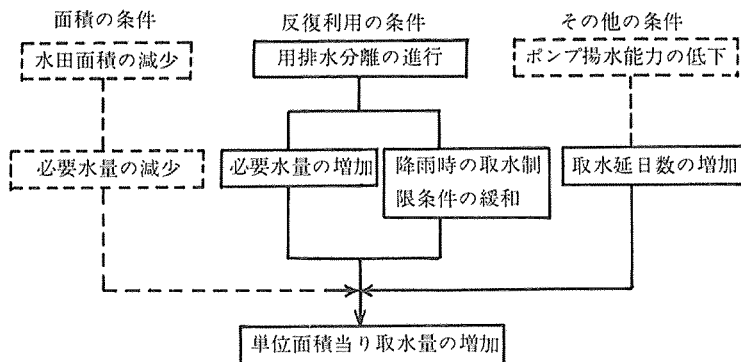 面積の条件
反復利用の条件
その他の条件
水田面積の減少
用排水分離の進行
ポンプ揚水能力の低下
必要水量の減少
必要水量の増加
降雨時の取水制
限条件の緩和
取水延日数の増加
単位面積当り取水量の増加